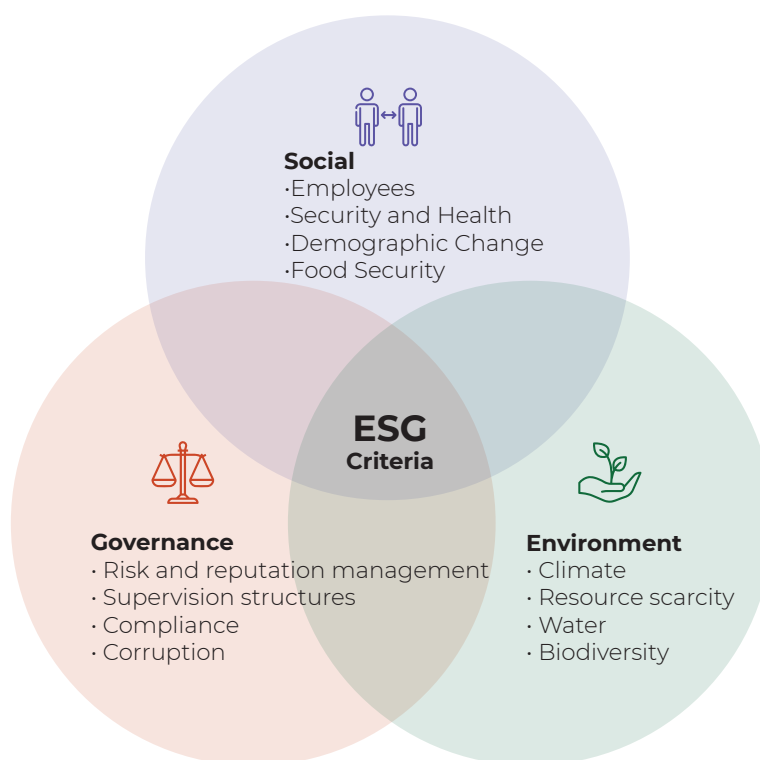 Social
·Employees
·Security and Health
·Demographic Change
·Food Security
ESG
Criteria
Governance
· Risk and reputation management
· Supervision structures
· Compliance
· Corruption
Environment
· Climate
· Resource scarcity
· Water
· Biodiversity